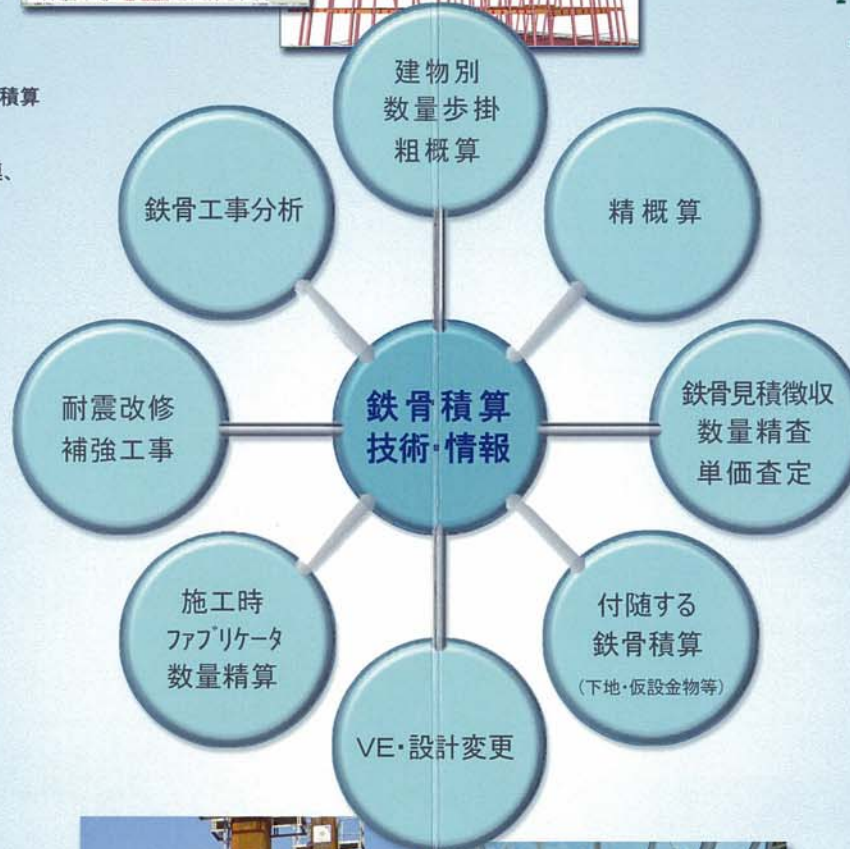 積算
建物別
数量歩掛
粗概算
鉄骨工事分析
精概算
耐震改修
補強工事
鉄骨積算
技術・情報
鉄骨見積徴収
数量精査
単価査定
施工時
ファブリケータ
数量精算
付随する
鉄骨積算
（下地・仮設金物等）
VE・設計変更